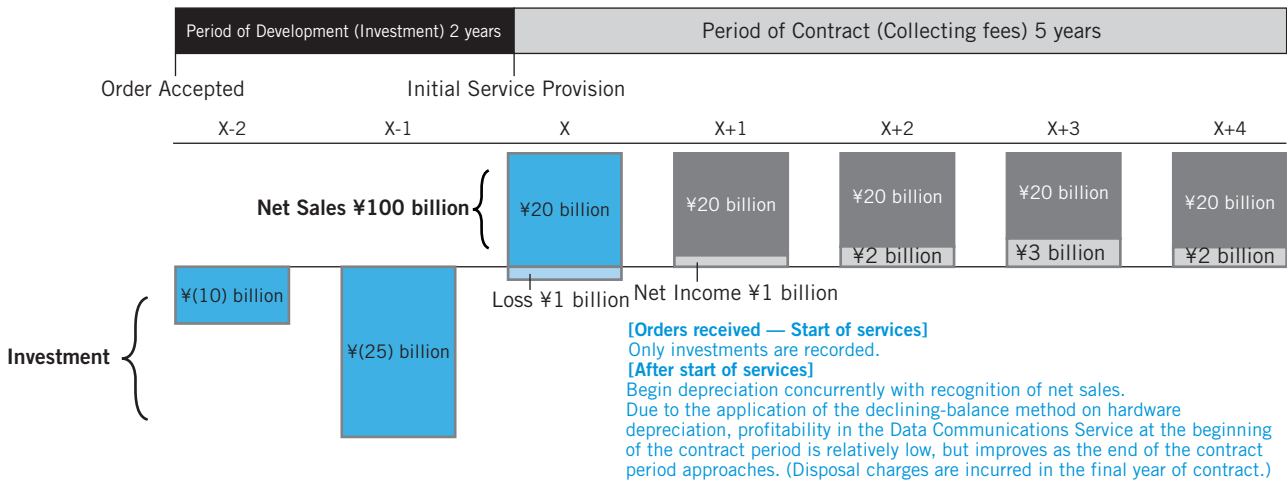 Period of Development (Investment) 2 years
Period of Contract (Collecting fees) 5 years
Order Accepted
Initial Service Provision
X-2
X-1
X
X+1
X+2
X+3
X+4
Net Sales ¥100 billion
¥20 billion
¥20 billion
¥20 billion
¥20 billion
¥20 billion
¥2 billion
¥3 billion
¥2 billion
Loss ¥1 billion
Net Income ¥1 billion
Investment
¥(10) billion
¥(25) billion
[Orders received — Start of services]
Only investments are recorded.
[After start of services]
Begin depreciation concurrently with recognition of net sales.
Due to the application of the declining-balance method on hardware
depreciation, profitability in the Data Communications Service at the beginning
of the contract period is relatively low, but improves as the end of the contract
period approaches. (Disposal charges are incurred in the final year of contract.)